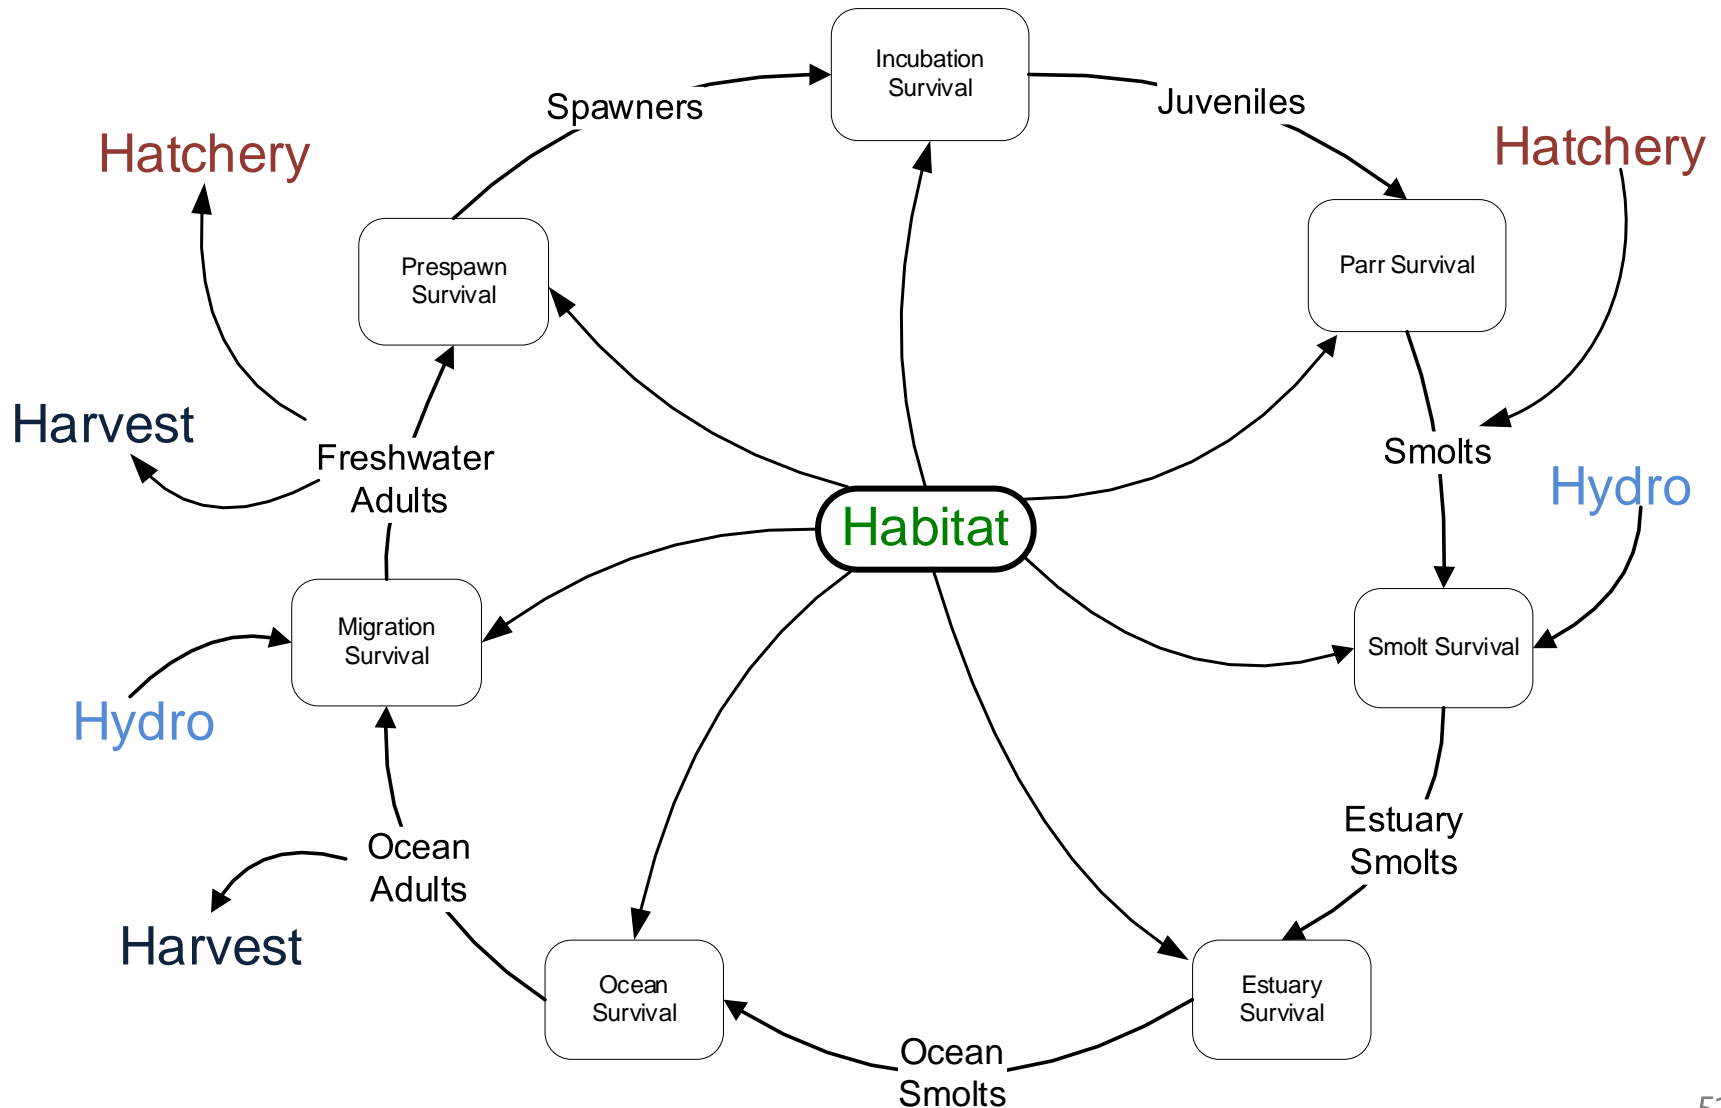 Incubation
Survival
Spawners
Juveniles
Hatchery
Hatchery
Prespawn
Survival
Parr Survival
Harvest
Freshwater
Adults
Smolts
Hydro
Habitat
Migration
Survival
Smolt Survival
Hydro
Ocean
Adults
Estuary
Smolts
Harvest
Ocean
Survival
Estuary
Survival
Ocean
Smolts